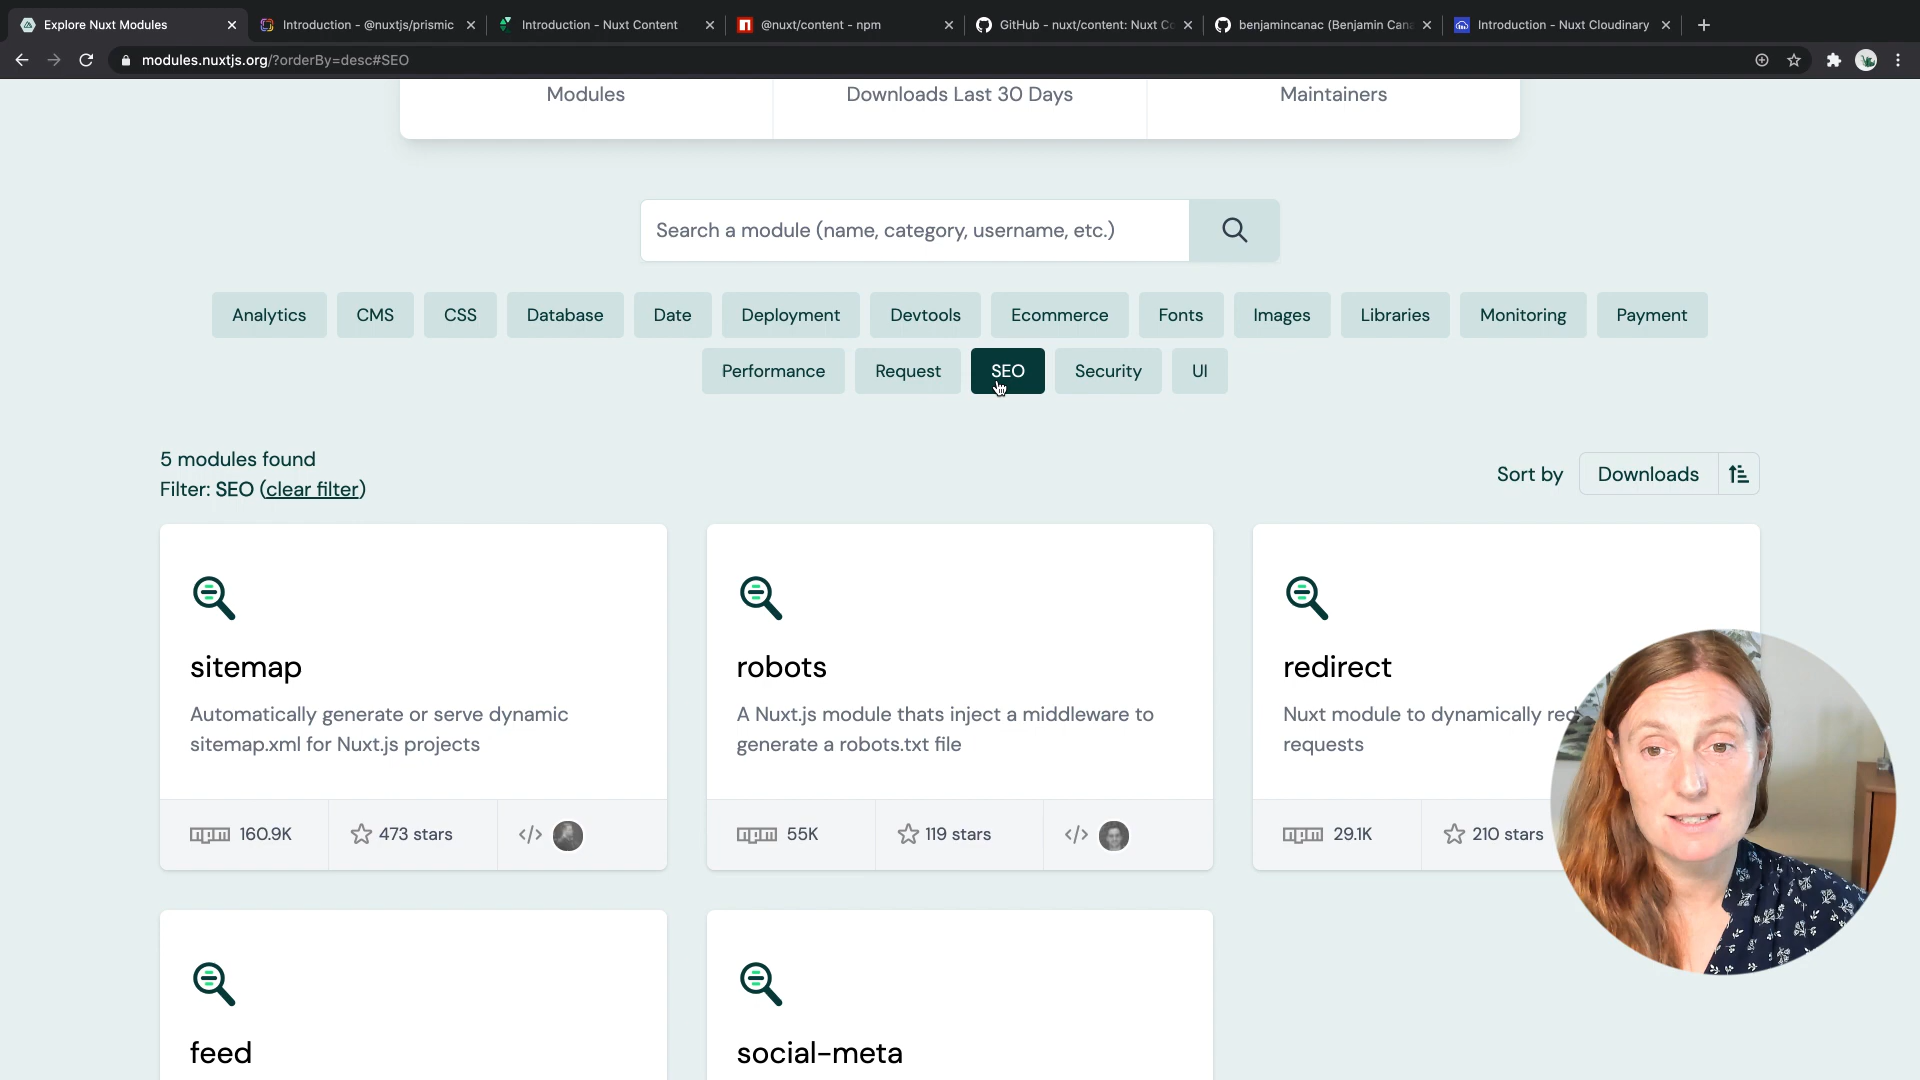 Explore Nuxt Modules
Introduction - @nuxtjs/prismic
Introduction - Nuxt Content
@nuxt/content - npm
GitHub - nuxt/content: Nuxt Co
benjamincanac (Benjamin Cana
Introduction - Nuxt Cloudinary
modules.nuxtjs.org/?orderBy=desc#SEO
Modules
Downloads Last 30 Days
Maintainers
Search a module (name, category, username, etc.)
Analytics CMS CSS Database Date Deployment Devtools Ecommerce Fonts Images Libraries Monitoring Payment
Performance Request SEO Security UI
5 modules found
Filter: SEO (clear filter)
Sort by Downloads
sitemap
Automatically generate or serve dynamic
sitemap.xml for Nuxt.js projects
160.9K 473 stars
robots
A Nuxt.js module thats inject a middleware to
generate a robots.txt file
55K 119 stars
redirect
Nuxt module to dynamically red
requests
29.1K 210 stars
feed
social-meta